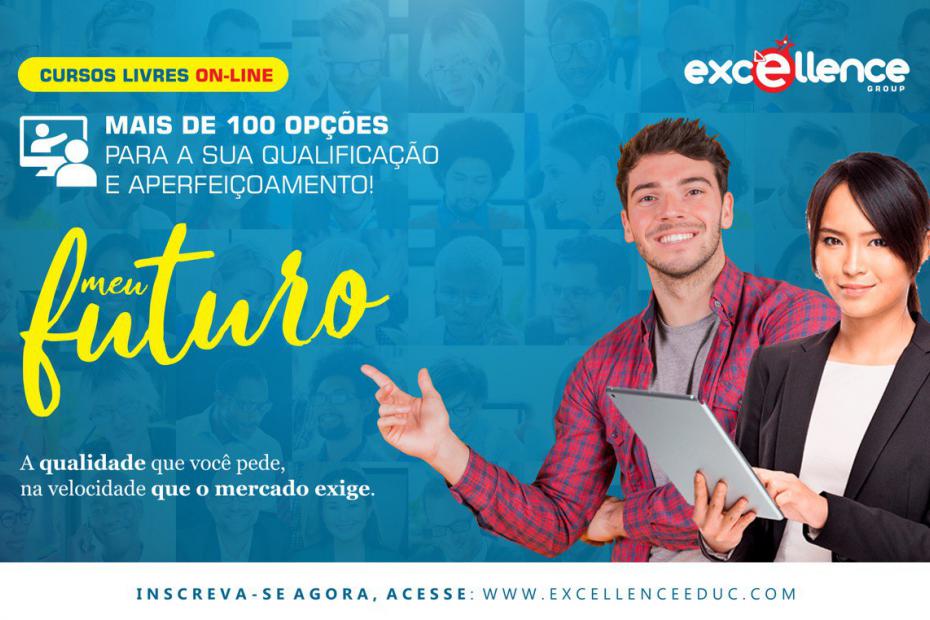 CURSOS LIVRES ON-LINE
excellence
GROUP
MAIS DE 100 OPÇÕES
PARA A SUA QUALIFICAÇÃO
E APERFEIÇOAMENTO!
meu
futuro
A qualidade que você pede,
na velocidade que o mercado exige.
INSCREVA-SE AGORA, ACESSE: WWW.EXCELLENCEEDUC.COM